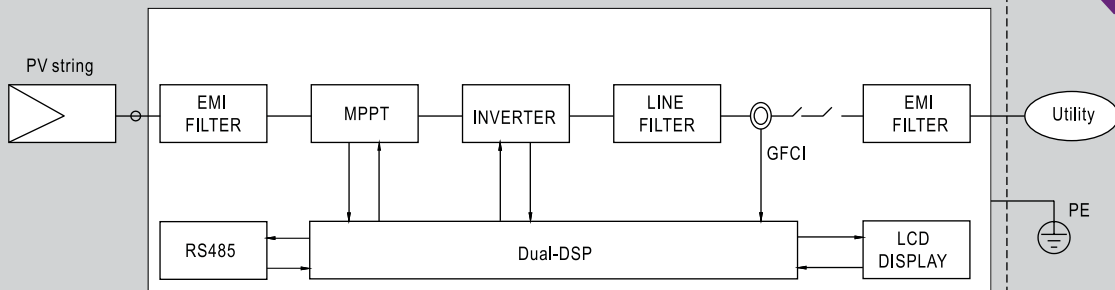 PV string
EMI
FILTER
MPPT
INVERTER
LINE
FILTER
GFCI
EMI
FILTER
Utility
RS485
Dual-DSP
LCD
DISPLAY
PE